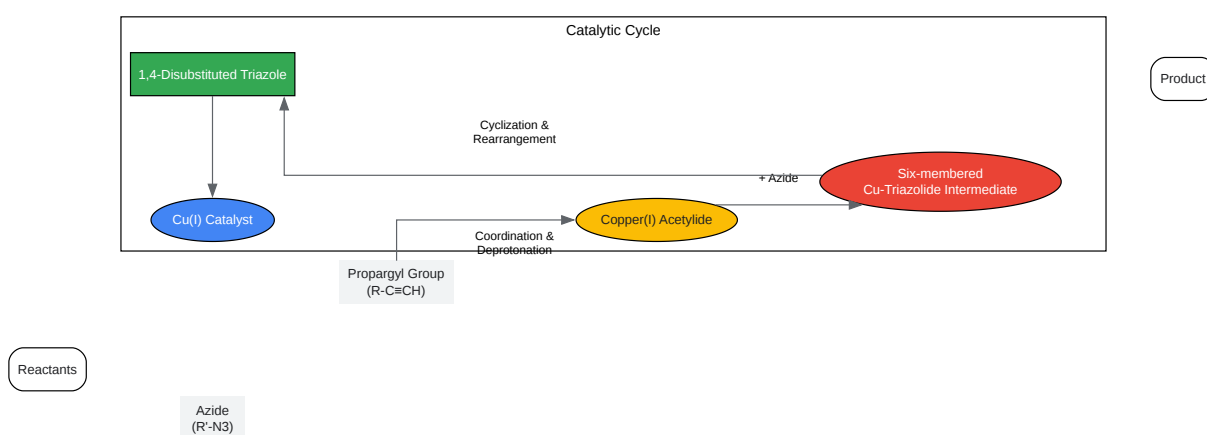 Catalytic Cycle
1,4-Disubstituted Triazole
Product
Cyclization &
Rearrangement
+ Azide
Six-membered
Cu-Triazolide Intermediate
Cu(I) Catalyst
Copper(I) Acetylide
Coordination &
Deprotonation
Propargyl Group
(R-C≡CH)
Reactants
Azide
(R'-N3)